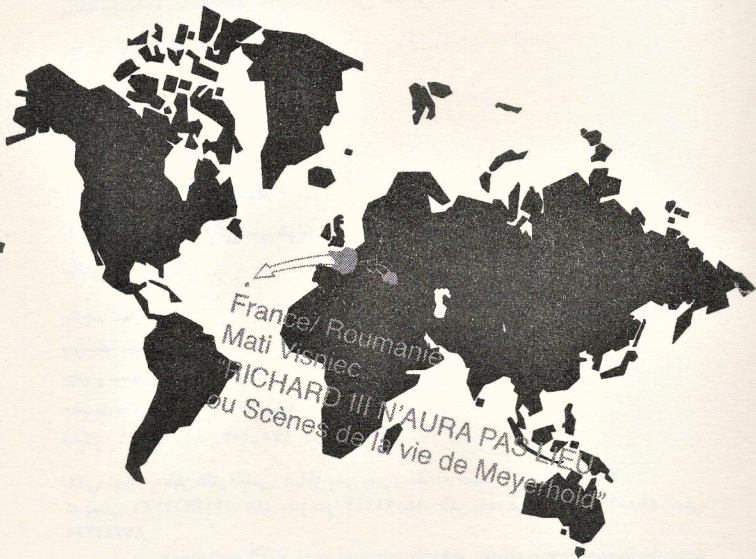 France/ Roumanie
Mati Visniec
"RICHARD III N'AURA PAS LIEU
ou Scènes de la vie de Meyerhold"